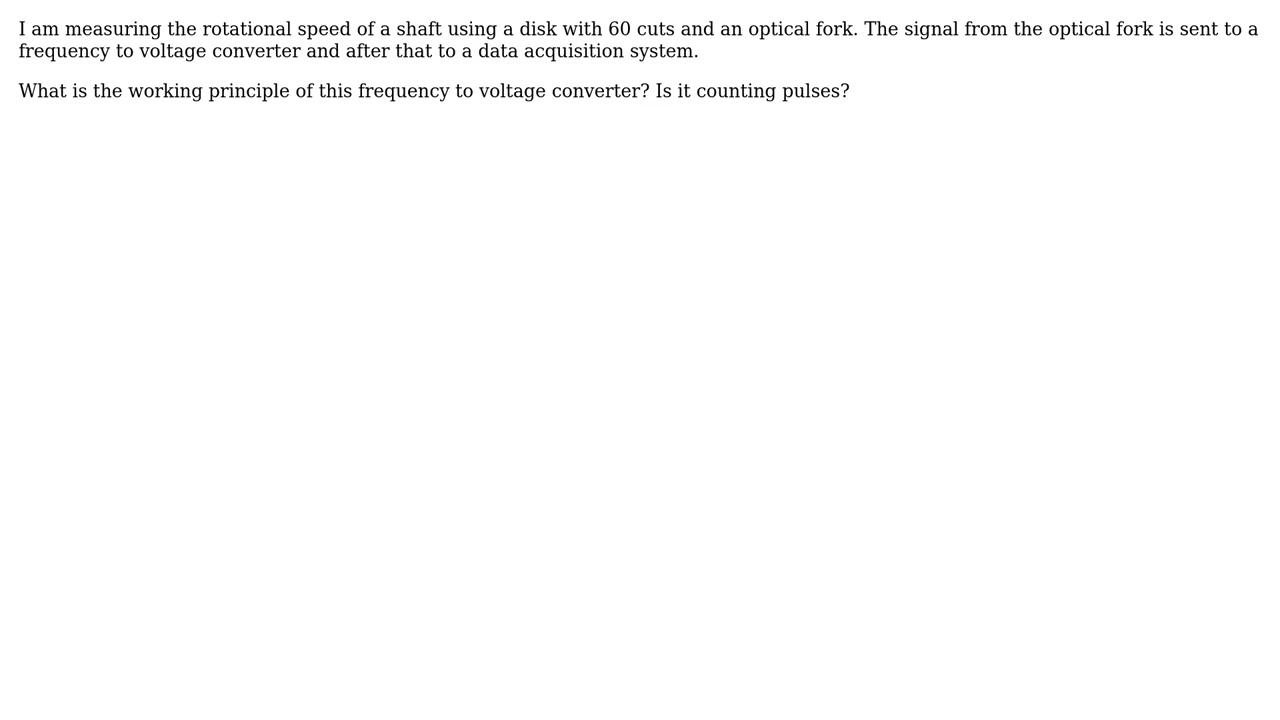 I am measuring the rotational speed of a shaft using a disk with 60 cuts and an optical fork. The signal from the optical fork is sent to a
frequency to voltage converter and after that to a data acquisition system.
What is the working principle of this frequency to voltage converter? Is it counting pulses?